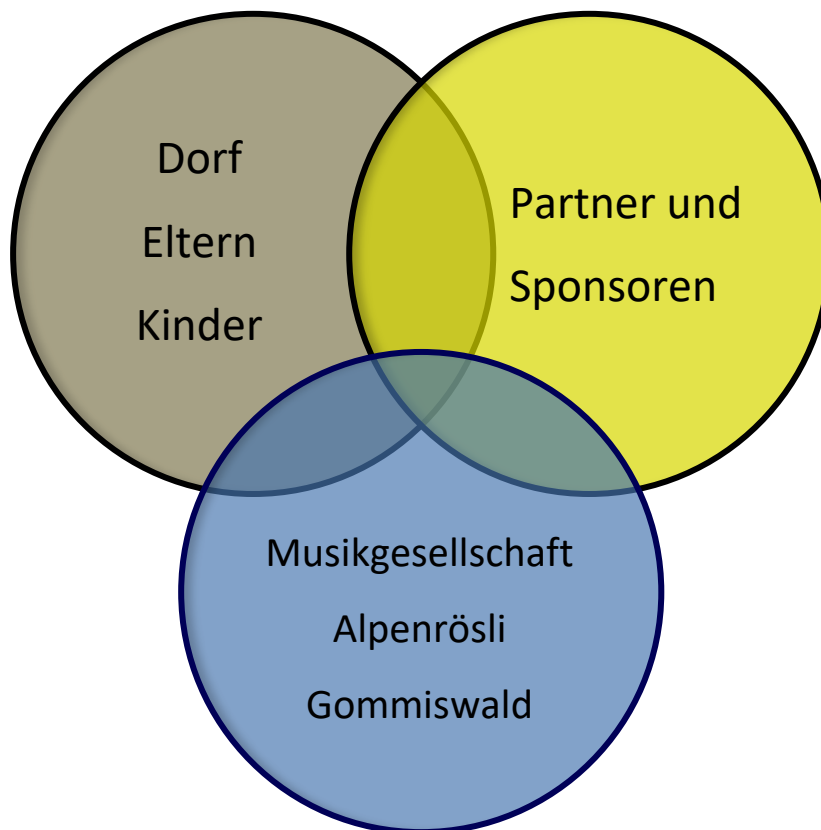 Dorf
Eltern
Kinder
Partner und
Sponsoren
Musikgesellschaft
Alpenrösli
Gommiswald